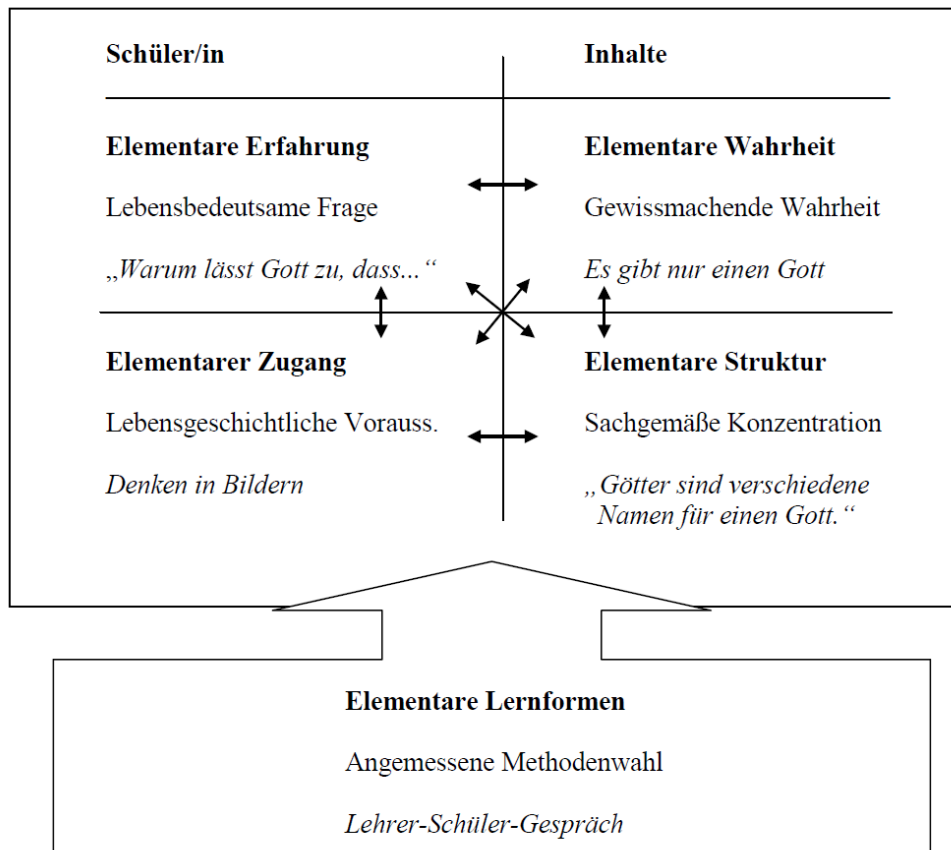 Schüler/in
Inhalte
Elementare Erfahrung
Lebensbedeutsame Frage
„Warum lässt Gott zu, dass...“
Elementare Wahrheit
Gewissmachende Wahrheit
Es gibt nur einen Gott
Elementarer Zugang
Lebensgeschichtliche Vorauss.
Denken in Bildern
Elementare Struktur
Sachgemäße Konzentration
„Götter sind verschiedene
Namen für einen Gott.“
Elementare Lernformen
Angemessene Methodenwahl
Lehrer-Schüler-Gespräch